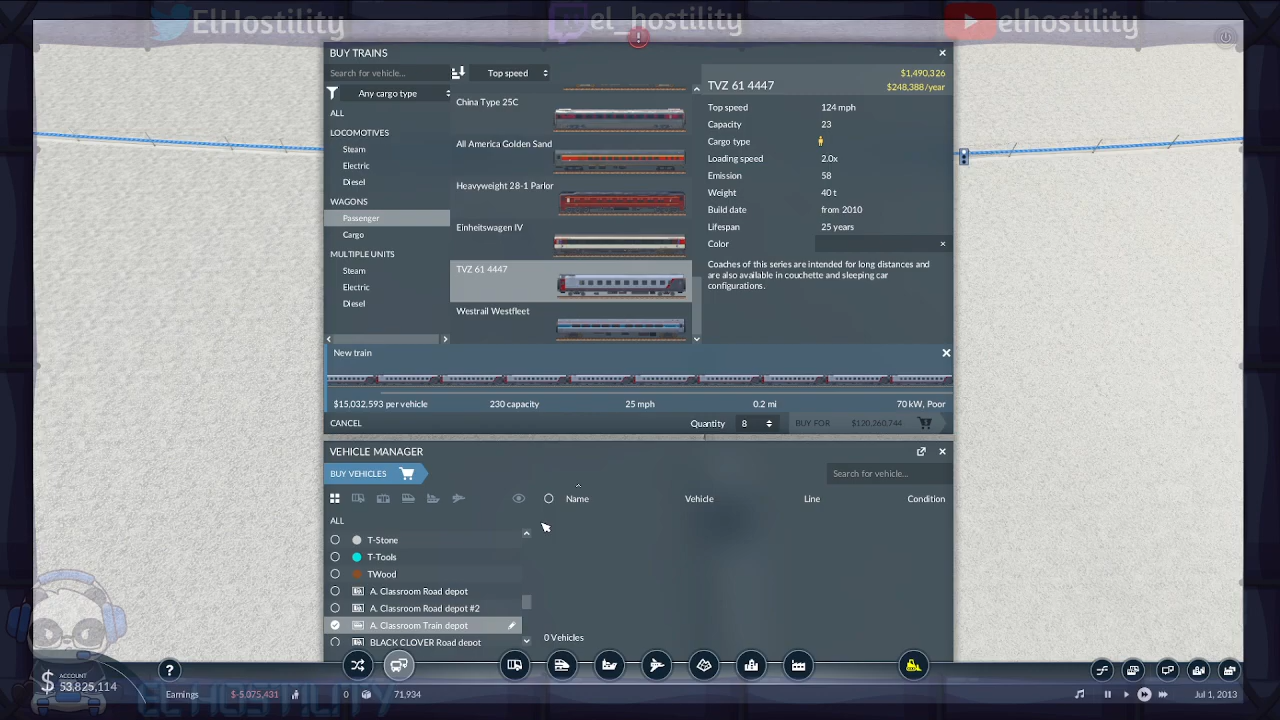 ElHostility
el_hostility
elhostility
BUY TRAINS
Search for vehicle...
Top speed
Any cargo type
ALL
LOCOMOTIVES
Steam
Electric
Diesel
WAGONS
Passenger
Cargo
MULTIPLE UNITS
Steam
Electric
Diesel
China Type 25C
All America Golden Sand
Heavyweight 28-1 Parlor
Einheitswagen IV
TVZ 61 4447
Westrail Westfleet
$1,490,326
TVZ 61 4447
$248,388/year
Top speed 124 mph
Capacity 23
Cargo type
Loading speed 2.0x
Emission 58
Weight 40 t
Build date from 2010
Lifespan 25 years
Color
Coaches of this series are intended for long distances and
are also available in couchette and sleeping car
configurations.
New train
$15,032,593 per vehicle 230 capacity 25 mph 0.2 mi 70 kW, Poor
CANCEL Quantity 8 BUY FOR $120,260,744
VEHICLE MANAGER
BUY VEHICLES Search for vehicle...
Name Vehicle Line Condition
ALL
T-Stone
T-Tools
TWood
A. Classroom Road depot
A. Classroom Road depot #2
A. Classroom Train depot
BLACK CLOVER Road depot
0 Vehicles
$ ACCOUNT
53,825,114
Earnings $-5,075,431 0 71,934
Jul 1, 2013
ELHOSTILITY